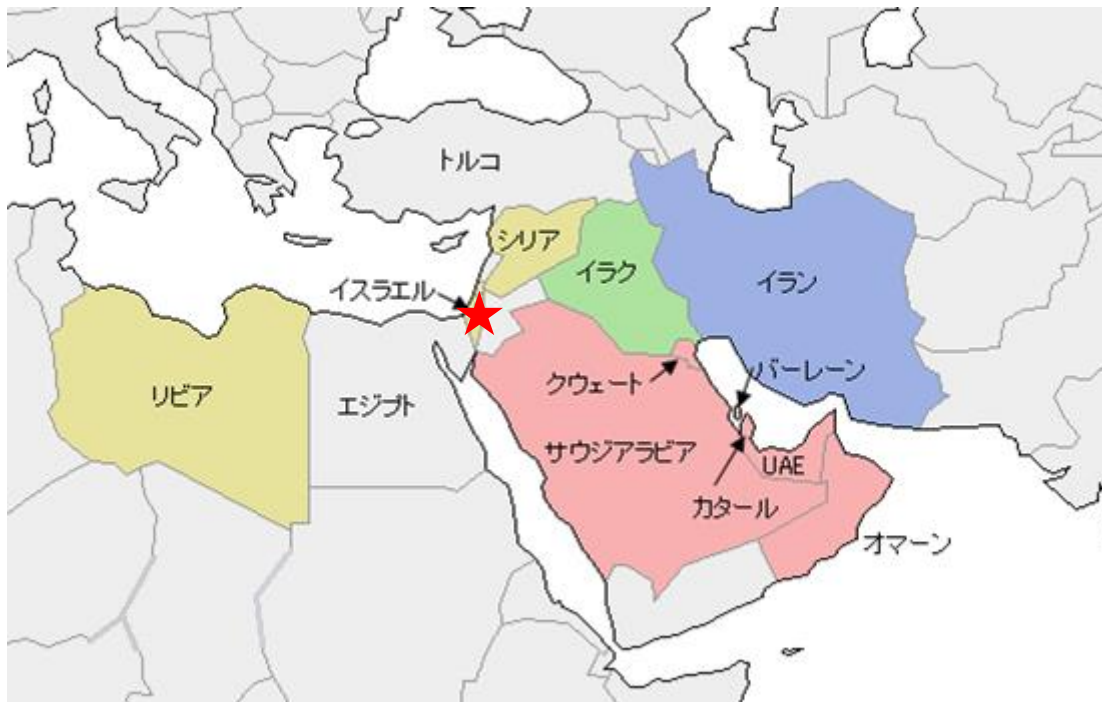 トルコ
シリア
イスラエル
イラク
イラン
リビア
エジプト
クウェート
バーレーン
サウジアラビア
UAE
カタール
オマーン